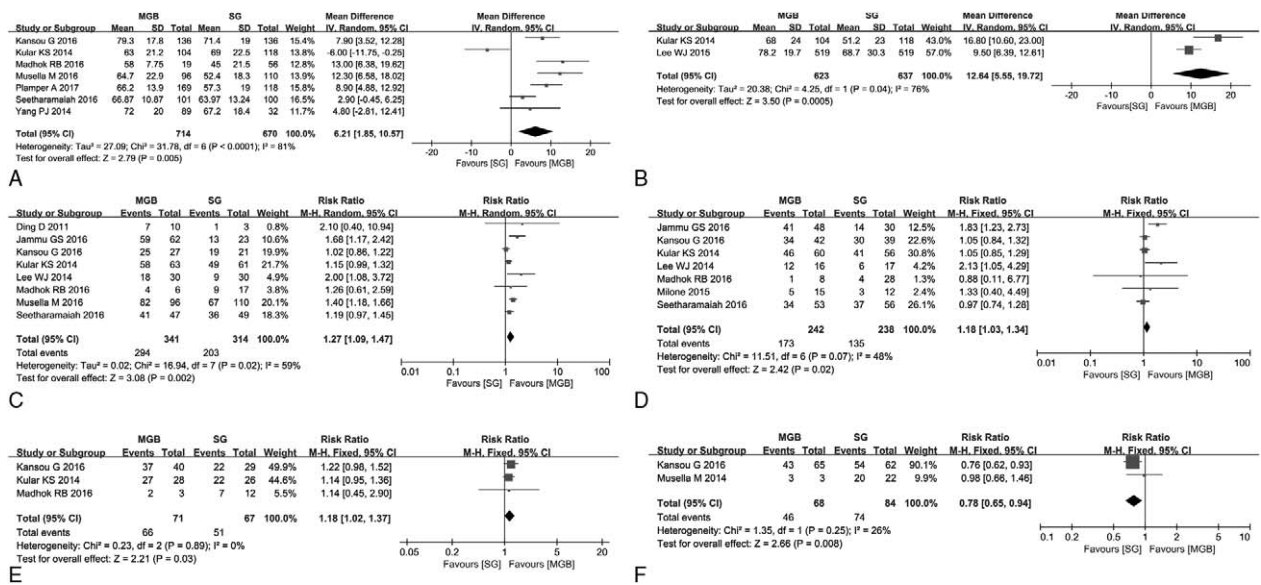 MGB SG Mean Difference Mean Difference
Study or Subgroup Mean SD Total Mean SD Total Weight IV. Random. 95% CI IV. Random. 95% CI
Kansou G 2016 79.3 17.8 136 71.4 19 136 15.4% 7.90 [3.52, 12.28]
Kular KS 2014 63 21.2 104 69 22.5 118 13.4% -6.00 [-11.75, -0.25]
Madhok RB 2016 58 7.75 19 45 21.5 56 12.5% 13.00 [6.38, 19.62]
Musella M 2016 64.7 22.9 96 52.4 18.3 110 13.5% 12.30 [6.58, 18.02]
Plamper A 2017 66.2 13.9 169 57.3 19 118 15.8% 8.90 [4.88, 12.92]
Seetharamaiah 2016 66.87 10.87 101 63.97 13.24 100 16.5% 2.90 [-0.45, 6.25]
Yang PJ 2014 72 20 89 67.2 18.4 32 11.7% 4.80 [-2.61, 12.41]
Total (95% CI) 714 670 100.0% 6.21 [1.85, 10.57]
Heterogeneity: Tau² = 27.09; Chi² = 31.78, df = 6 (P < 0.0001); I² = 81%
Test for overall effect: Z = 2.79 (P = 0.005)
-20 -10 0 10 20
Favours [SG] Favours [MGB]
A
MGB SG Mean Difference Mean Difference
Study or Subgroup Mean SD Total Mean SD Total Weight IV. Random. 95% CI IV. Random. 95% CI
Kular KS 2014 68 24 104 51.2 23 118 43.0% 16.80 [10.60, 23.00]
Lee WJ 2015 78.2 19.7 519 68.7 30.3 519 57.0% 9.50 [6.39, 12.61]
Total (95% CI) 623 637 100.0% 12.64 [5.55, 19.72]
Heterogeneity: Tau² = 20.38; Chi² = 4.25, df = 1 (P = 0.04); I² = 76%
Test for overall effect: Z = 3.50 (P = 0.0005)
-20 -10 0 10 20
Favours[SG] Favours [MGB]
B
MGB SG Risk Ratio Risk Ratio
Study or Subgroup Events Total Events Total Weight M-H. Random, 95% CI M-H. Random, 95% CI
Ding D 2011 7 10 1 3 0.8% 2.10 [0.40, 10.94]
Jammu GS 2016 59 62 13 23 10.6% 1.68 [1.17, 2.42]
Kansou G 2016 25 27 19 21 19.9% 1.02 [0.86, 1.22]
Kular KS 2014 58 63 49 61 21.7% 1.15 [0.99, 1.32]
Lee WJ 2014 18 30 9 30 4.9% 2.00 [1.08, 3.72]
Madhok RB 2016 4 6 9 17 3.8% 1.26 [0.61, 2.59]
Musella M 2016 82 96 67 110 20.1% 1.40 [1.18, 1.66]
Seetharamaiah 2016 41 47 36 49 18.3% 1.19 [0.97, 1.45]
Total (95% CI) 341 314 100.0% 1.27 [1.09, 1.47]
Total events 294 203
Heterogeneity: Tau² = 0.02; Chi² = 16.94, df = 7 (P = 0.02); I² = 59%
Test for overall effect: Z = 3.08 (P = 0.002)
0.01 0.1 1 10 100
Favours [SG] Favours [MGB]
C
MGB SG Risk Ratio Risk Ratio
Study or Subgroup Events Total Events Total Weight M-H. Fixed, 95% CI M-H. Fixed, 95% CI
Jammu GS 2016 41 48 14 30 12.5% 1.83 [1.23, 2.73]
Kansou G 2016 34 42 30 39 22.6% 1.05 [0.84, 1.32]
Kular KS 2014 46 60 41 56 30.8% 1.05 [0.85, 1.29]
Lee WJ 2014 12 16 6 17 4.2% 2.13 [1.05, 4.29]
Madhok RB 2016 1 8 4 28 1.3% 0.88 [0.11, 6.77]
Milone 2015 5 15 3 12 2.4% 1.33 [0.40, 4.49]
Seetharamaiah 2016 34 53 37 56 26.1% 0.97 [0.74, 1.28]
Total (95% CI) 242 238 100.0% 1.18 [1.03, 1.34]
Total events 173 135
Heterogeneity: Chi² = 11.51, df = 6 (P = 0.07); I² = 48%
Test for overall effect: Z = 2.42 (P = 0.02)
0.01 0.1 1 10 100
Favours [SG] Favours [MGB]
D
MGB SG Risk Ratio Risk Ratio
Study or Subgroup Events Total Events Total Weight M-H. Fixed, 95% CI M-H. Fixed, 95% CI
Kansou G 2016 37 40 22 29 49.9% 1.22 [0.98, 1.52]
Kular KS 2014 27 28 22 26 44.6% 1.14 [0.95, 1.36]
Madhok RB 2016 2 3 7 12 5.5% 1.14 [0.45, 2.90]
Total (95% CI) 71 67 100.0% 1.18 [1.02, 1.37]
Total events 66 51
Heterogeneity: Chi² = 0.23, df = 2 (P = 0.89); I² = 0%
Test for overall effect: Z = 2.21 (P = 0.03)
0.05 0.2 1 5 20
Favours [SG] Favours [MGB]
E
MGB SG Risk Ratio Risk Ratio
Study or Subgroup Events Total Events Total Weight M-H. Fixed, 95% CI M-H. Fixed, 95% CI
Kansou G 2016 43 65 54 62 90.1% 0.76 [0.62, 0.93]
Musella M 2014 3 3 20 22 9.9% 0.98 [0.66, 1.46]
Total (95% CI) 68 84 100.0% 0.78 [0.65, 0.94]
Total events 46 74
Heterogeneity: Chi² = 1.35, df = 1 (P = 0.25); I² = 26%
Test for overall effect: Z = 2.66 (P = 0.008)
0.1 0.2 0.5 1 2 5 10
Favours [SG] Favours [MGB]
F